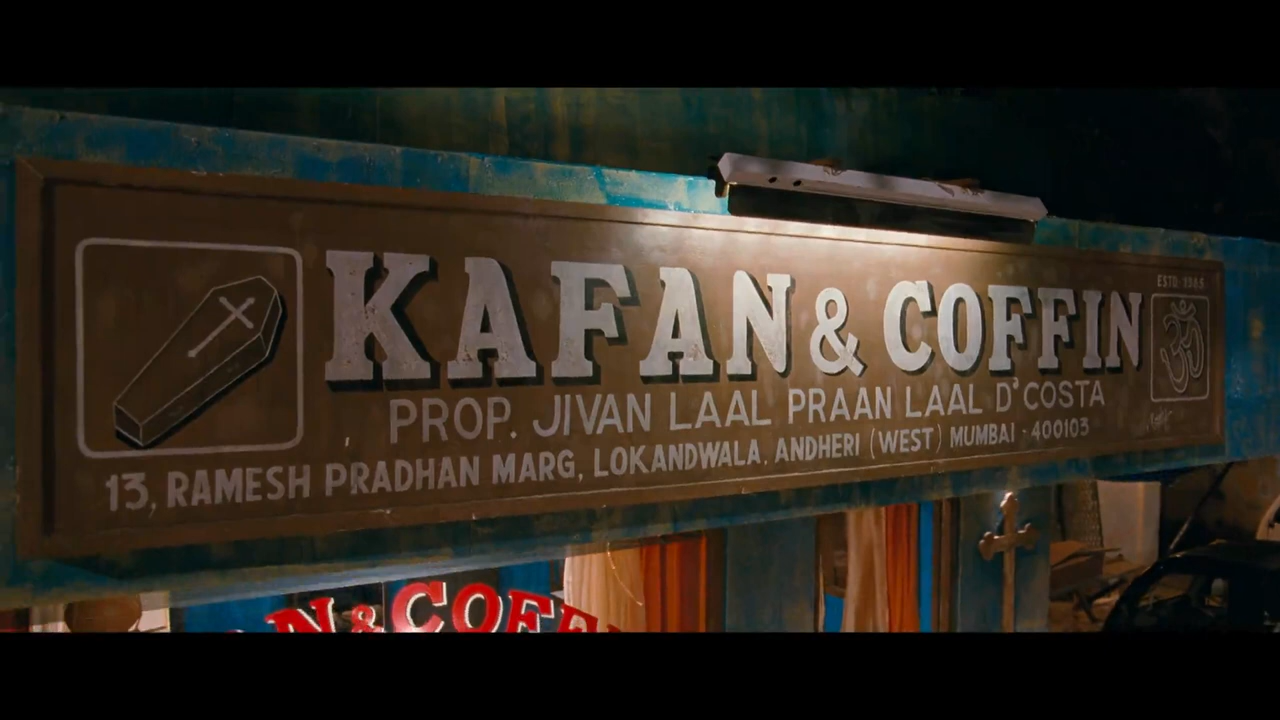 ESTD. 1985
KAFAN & COFFIN
PROP. JIVAN LAAL PRAAN LAAL D'COSTA
13, RAMESH PRADHAN MARG, LOKANDWALA, ANDHERI (WEST) MUMBAI - 400103
ॐ
N & COFF